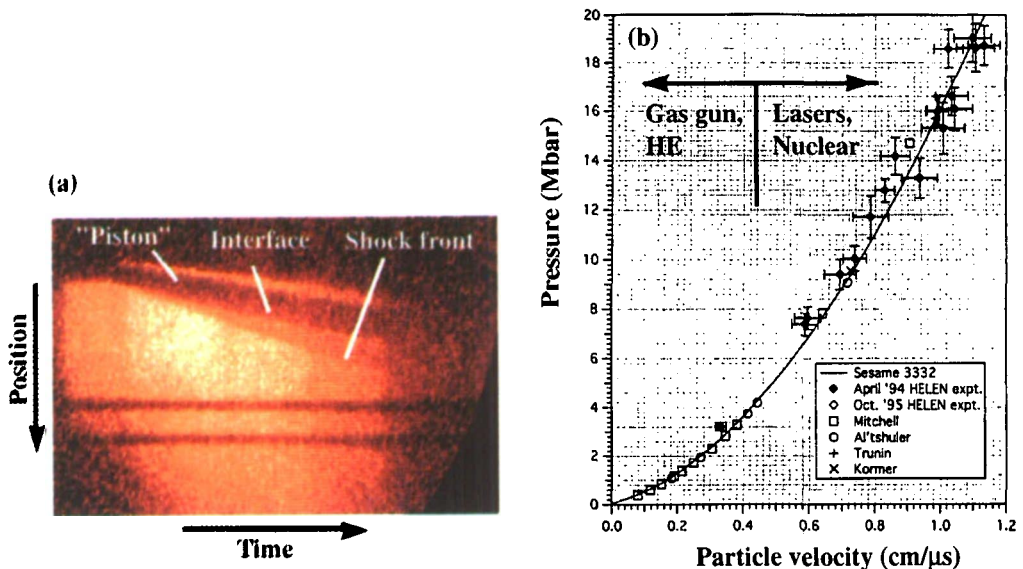 (a)
"Piston"
Interface
Shock front
Position
Time
(b)
Gas gun,
HE
Lasers,
Nuclear
Pressure (Mbar)
20
18
16
14
12
10
8
6
4
2
0
0.0
0.2
0.4
0.6
0.8
1.0
1.2
Particle velocity (cm/μs)
Sesame 3332
April '94 HELEN expt.
Oct. '95 HELEN expt.
Mitchell
Al'tshuler
Trunin
Kormer